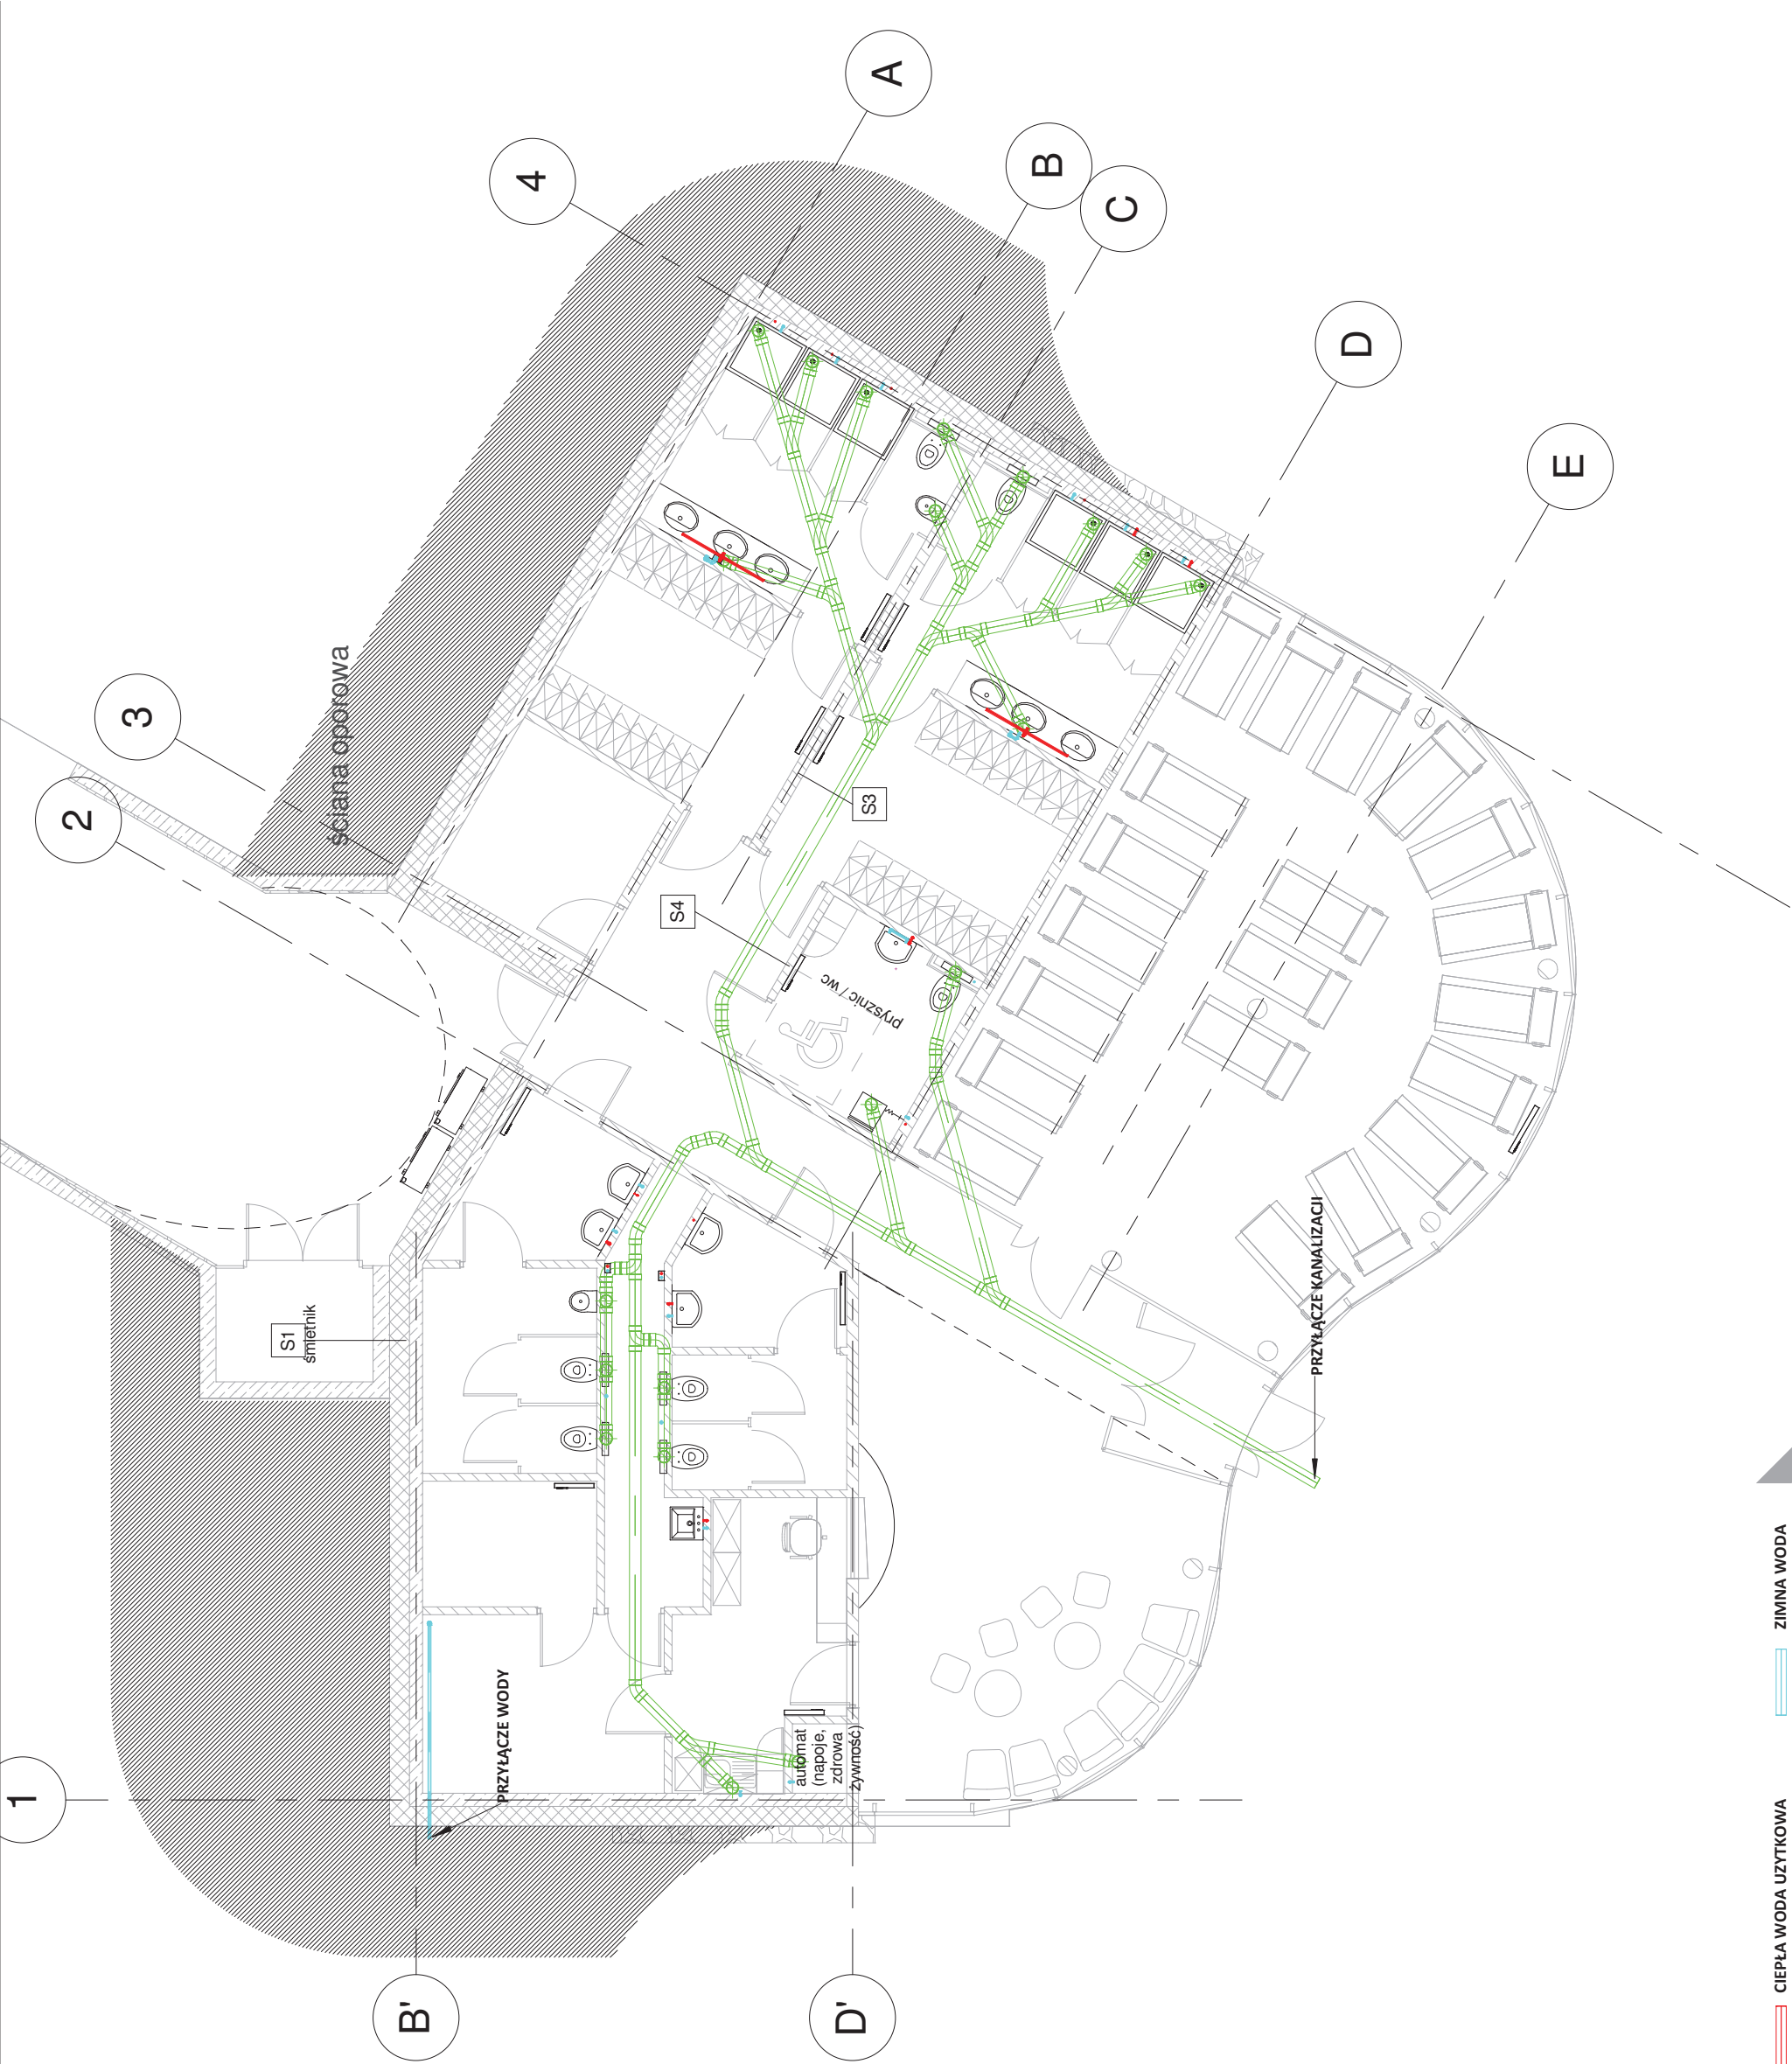 A
B
C
D
E
4
3
2
1
B'
D'
ściana oporowa
S1
śmietnik
S3
S4
prysznic / wc
PRZYŁĄCZE KANALIZACJI
PRZYŁĄCZE WODY
automat
(napoje,
zdrowa
żywność)
CIEPŁA WODA UZYTKOWA
ZIMNA WODA